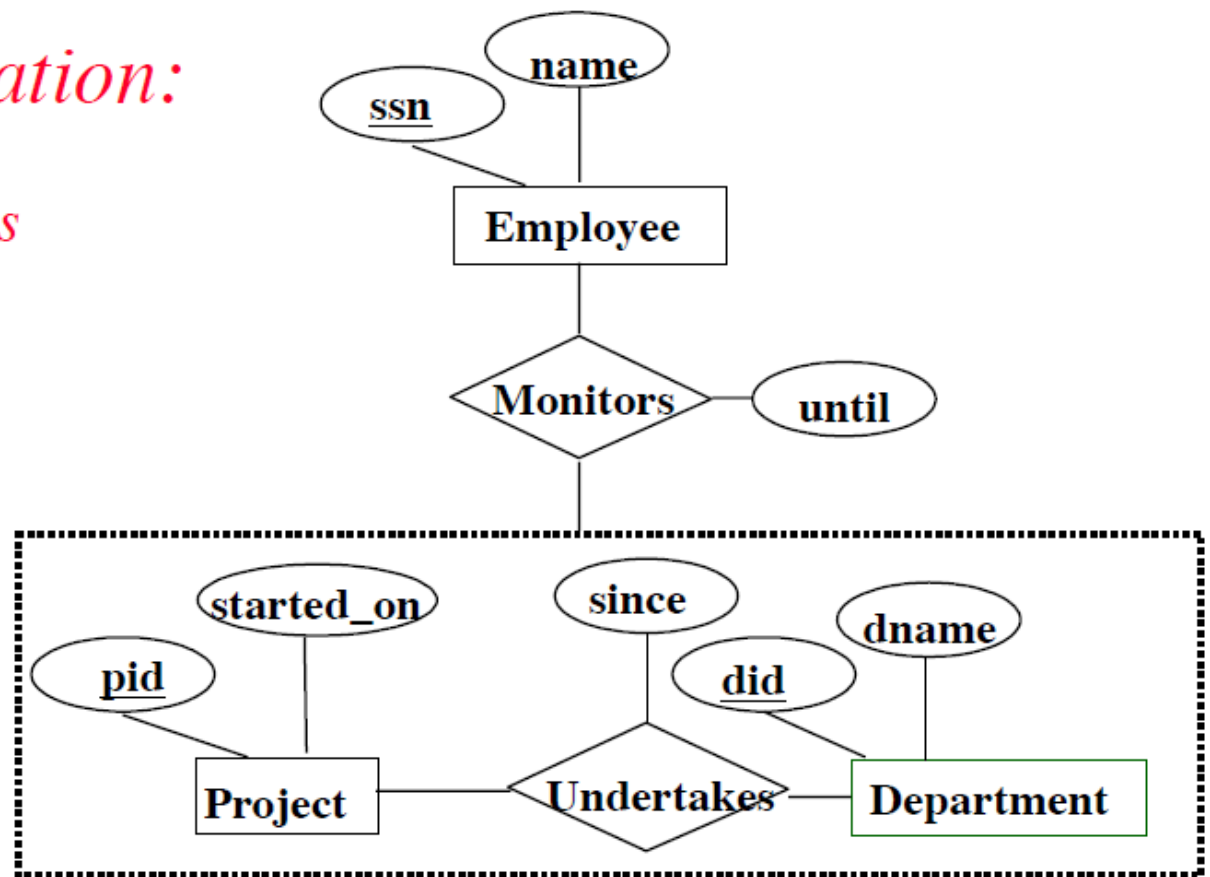 ation:
s
name
ssn
Employee
Monitors
until
started_on
since
dname
pid
did
Project
Undertakes
Department